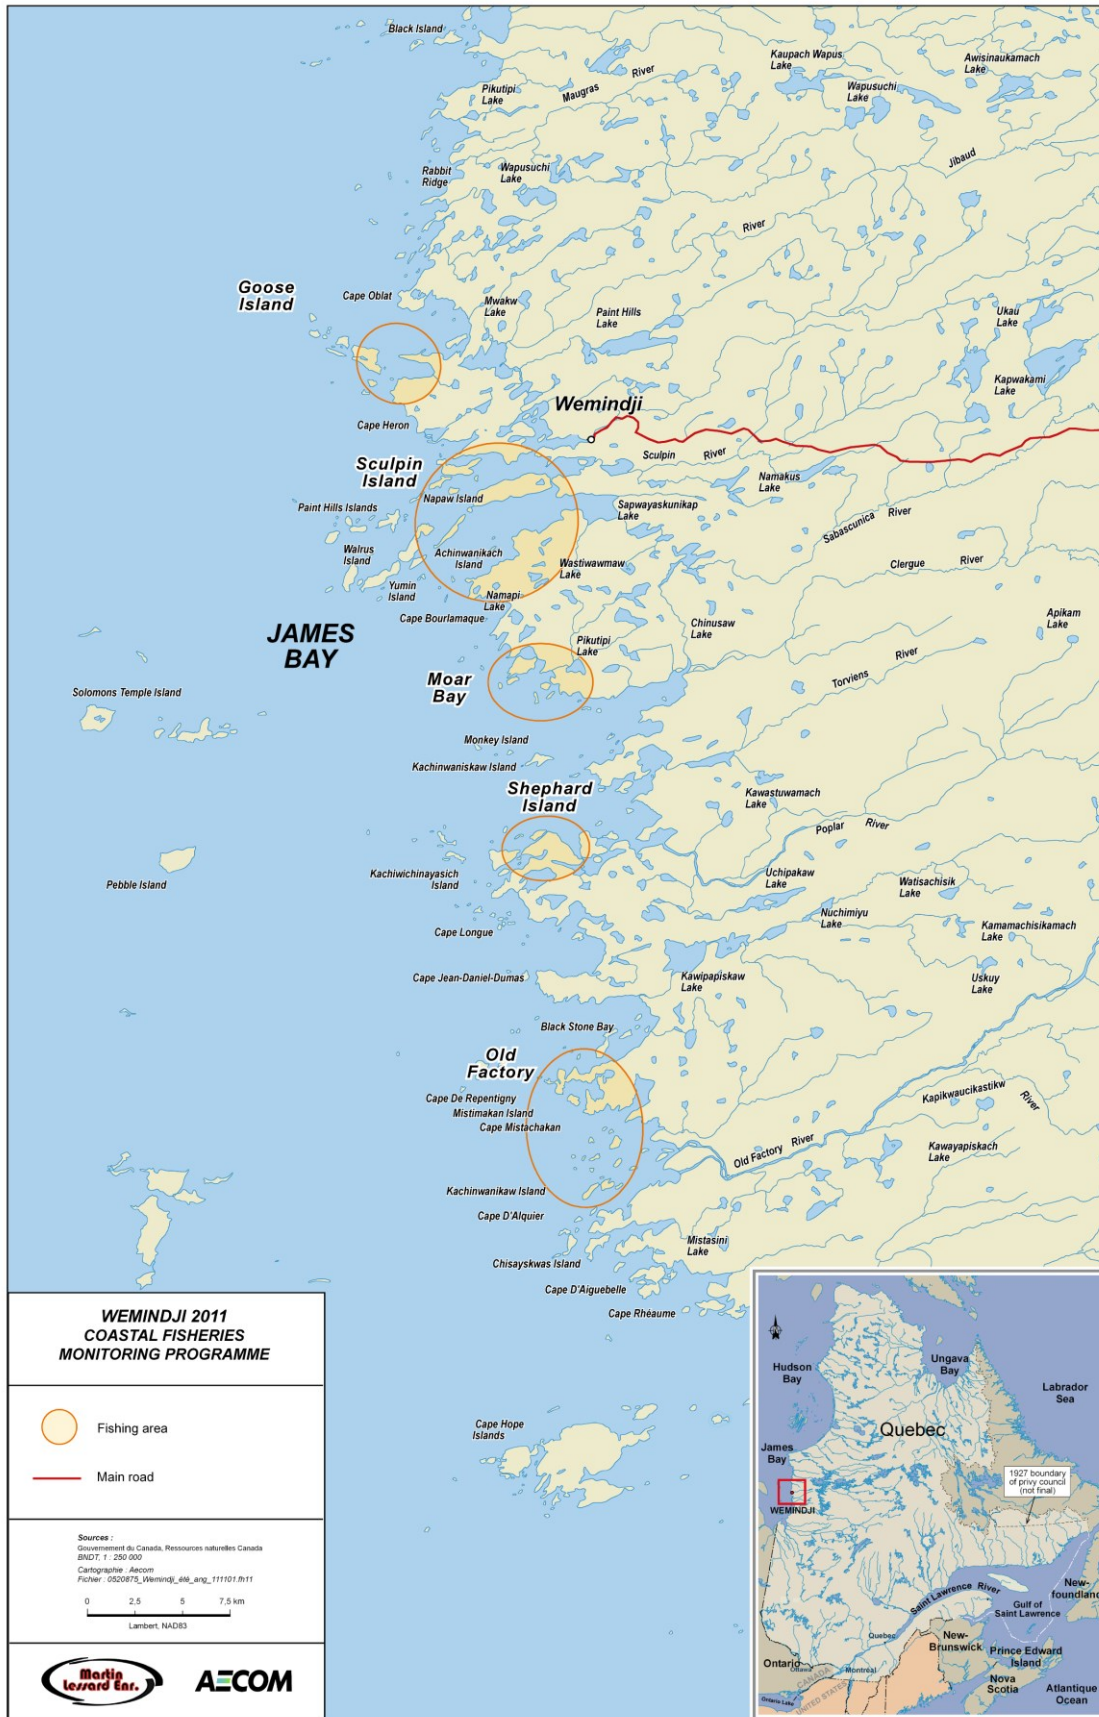 Black Island
Kaupach Wapus
Lake
Awisinaukamach
Lake
River
Maugras
Pikutipi
Lake
Wapusuchi
Lake
Jibaud
Rabbit
Ridge
Wapusuchi
Lake
River
Goose
Island
Cape Oblat
Mwakw
Lake
Paint Hills
Lake
Ukau
Lake
Kapwakami
Lake
Wemindji
Cape Heron
Sculpin
River
Sculpin
Island
Namakus
Lake
Napaw Island
Paint Hills Islands
Sapwayaskunikap
Lake
Sabascunica River
Walrus
Island
Achinwanikach
Island
Wastiwawmaw
Lake
Clergue River
Yumin
Island
Namapi
Lake
Cape Bourlamaque
Chinusaw
Lake
Apikam
Lake
JAMES
BAY
Pikutipi
Lake
Torviens River
Moar
Bay
Solomons Temple Island
Monkey Island
Kachinwaniskaw Island
Shephard
Island
Kawastuwamach
Lake
Poplar River
Pebble Island
Kachiwichinayasich
Island
Uchipakaw
Lake
Watisachisik
Lake
Nuchimiyu
Lake
Kamamachisikamach
Lake
Cape Longue
Cape Jean-Daniel-Dumas
Kawipapiskaw
Lake
Uskuy
Lake
Black Stone Bay
Old
Factory
Cape De Repentigny
Mistimakan Island
Cape Mistachakan
Kapikwaucikastikw
River
Old Factory River
Kawayapiskach
Lake
Kachinwanikaw Island
Cape D'Alquier
Mistasini
Lake
Chisayskwas Island
Cape D'Aiguebelle
Cape Rhéaume
Cape Hope
Islands
WEMINDJI 2011
COASTAL FISHERIES
MONITORING PROGRAMME
Fishing area
Main road
Sources :
Gouvernement du Canada, Ressources naturelles Canada
BNDT, 1 : 250 000
Cartographie : Aecom
Fichier : 0520875_Wemindji_été_ang_111101.fh11
0 2,5 5 7,5 km
Lambert, NAD83
Martin
Lessard Enr.
AECOM
Hudson
Bay
Ungava
Bay
Labrador
Sea
Quebec
James
Bay
1927 boundary
of privy council
(not final)
WEMINDJI
Saint Lawrence River
New-
foundland
Gulf of
Saint Lawrence
Quebec
New-
Brunswick
Prince Edward
Island
Ontario
Ottawa
Montréal
CANADA
UNITED STATES
Nova
Scotia
Atlantique
Ocean
Ontario Lake